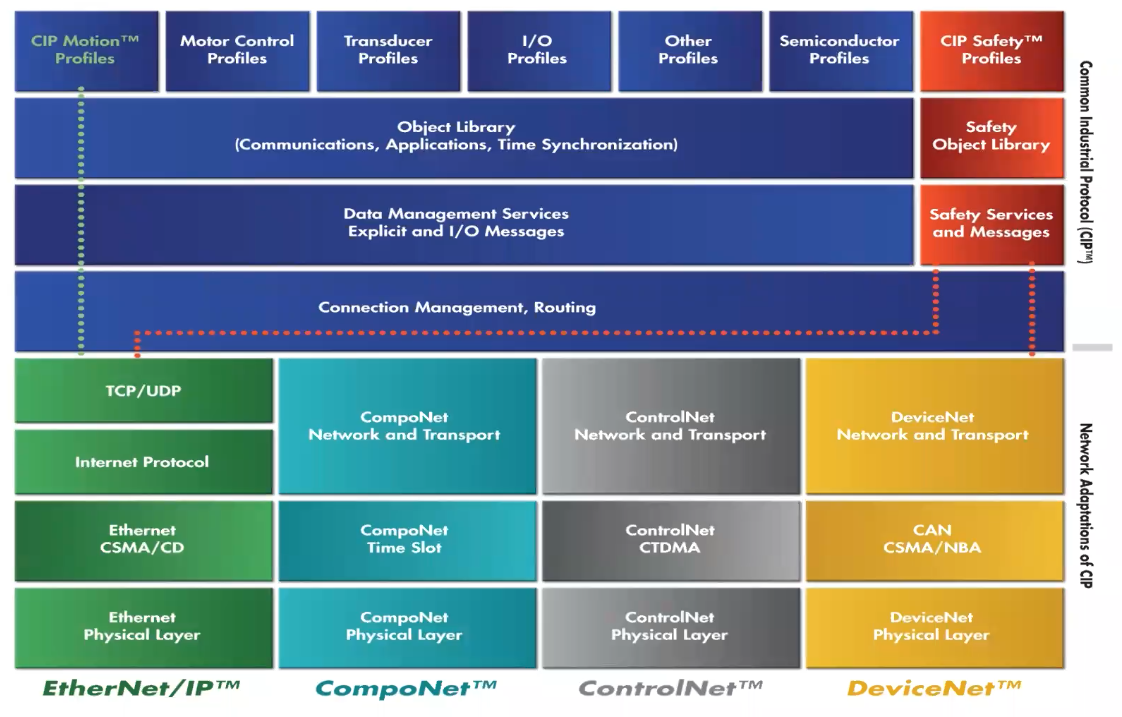 CIP Motion™
Profiles
Motor Control
Profiles
Transducer
Profiles
I/O
Profiles
Other
Profiles
Semiconductor
Profiles
CIP Safety™
Profiles
Object Library
(Communications, Applications, Time Synchronization)
Safety
Object Library
Data Management Services
Explicit and I/O Messages
Safety Services
and Messages
Connection Management, Routing
Common Industrial Protocol (CIP™)
TCP/UDP
Internet Protocol
CompoNet
Network and Transport
ControlNet
Network and Transport
DeviceNet
Network and Transport
Ethernet
CSMA/CD
CompoNet
Time Slot
ControlNet
CTDMA
CAN
CSMA/NBA
Ethernet
Physical Layer
CompoNet
Physical Layer
ControlNet
Physical Layer
DeviceNet
Physical Layer
Network Adaptations of CIP
EtherNet/IP™
CompoNet™
ControlNet™
DeviceNet™